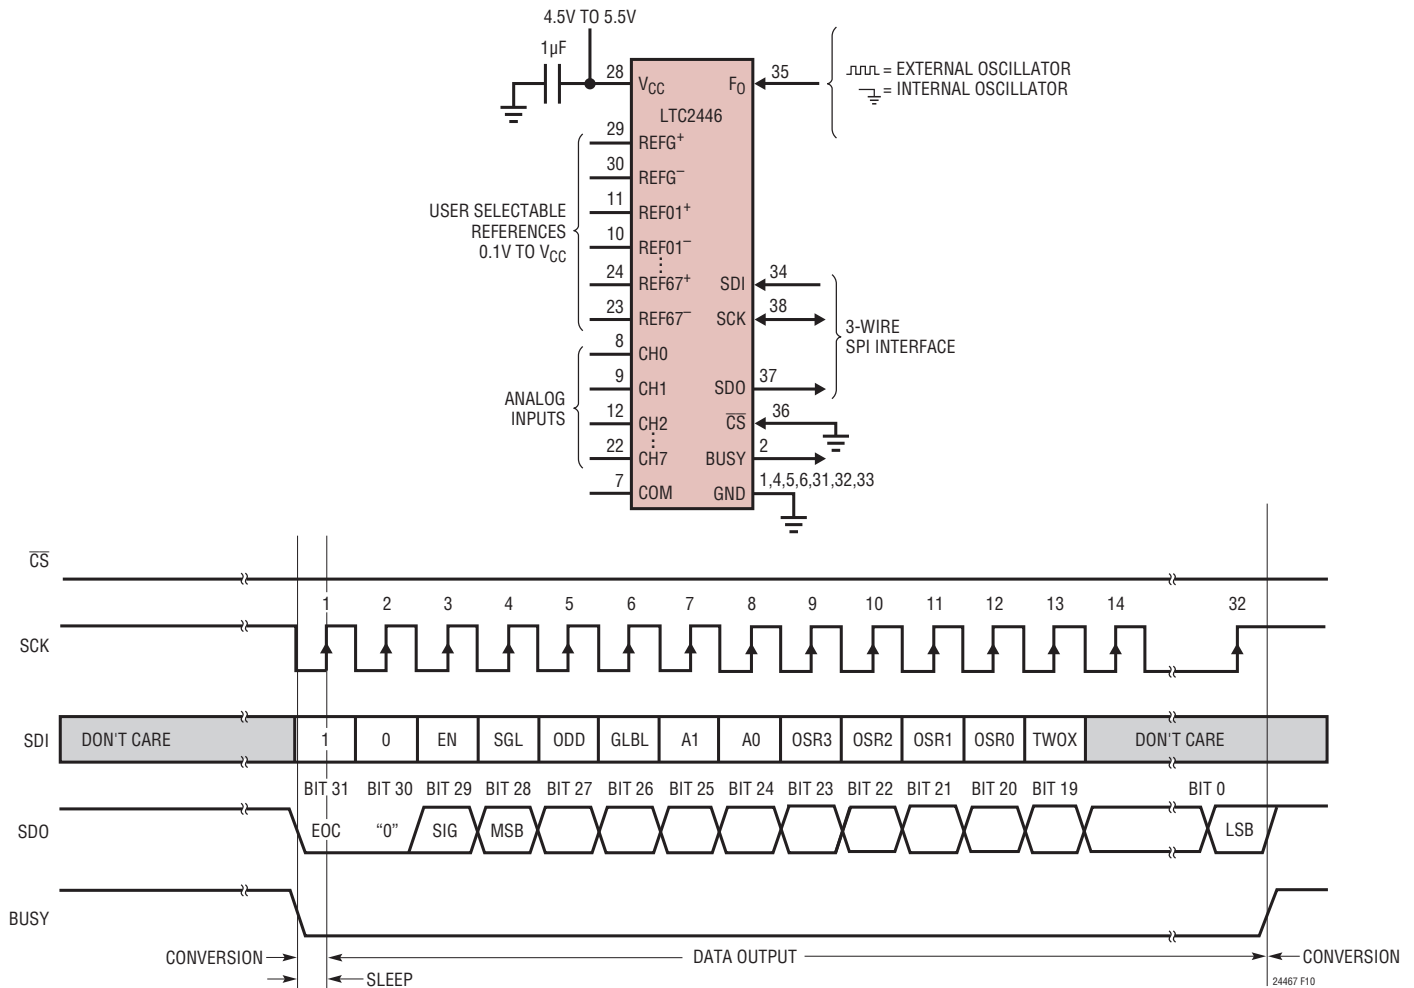 4.5V TO 5.5V
1µF
28
VCC
FO
35
= EXTERNAL OSCILLATOR
= INTERNAL OSCILLATOR
LTC2446
29
REFG+
30
REFG−
11
REF01+
10
REF01−
24
REF67+
23
REF67−
USER SELECTABLE
REFERENCES
0.1V TO VCC
SDI
34
SCK
38
SDO
37
3-WIRE
SPI INTERFACE
8
CH0
9
CH1
12
CH2
22
CH7
ANALOG
INPUTS
CS
36
BUSY
2
7
COM
GND
1,4,5,6,31,32,33
CS
1 2 3 4 5 6 7 8 9 10 11 12 13 14 32
SCK
SDI DON'T CARE 1 0 EN SGL ODD GLBL A1 A0 OSR3 OSR2 OSR1 OSR0 TWOX DON'T CARE
BIT 31 BIT 30 BIT 29 BIT 28 BIT 27 BIT 26 BIT 25 BIT 24 BIT 23 BIT 22 BIT 21 BIT 20 BIT 19 BIT 0
SDO EOC “0” SIG MSB LSB
BUSY
CONVERSION DATA OUTPUT CONVERSION
SLEEP
24467 F10